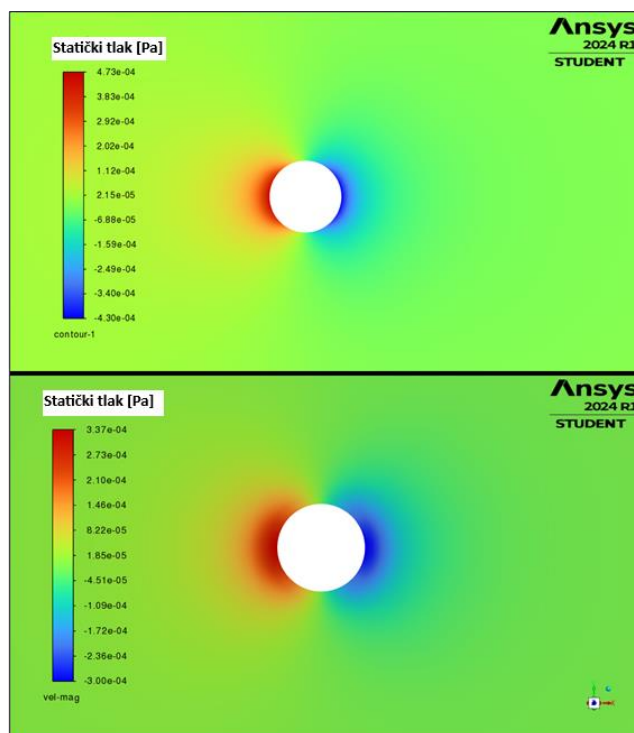 Ansys
2024 R1
STUDENT
Statički tlak [Pa]
4.73e-04
3.83e-04
2.92e-04
2.02e-04
1.12e-04
2.15e-05
-6.88e-05
-1.59e-04
-2.49e-04
-3.40e-04
-4.30e-04
contour-1
Ansys
2024 R1
STUDENT
Statički tlak [Pa]
3.37e-04
2.73e-04
2.10e-04
1.46e-04
8.22e-05
1.85e-05
-4.51e-05
-1.09e-04
-1.72e-04
-2.36e-04
-3.00e-04
vel-mag